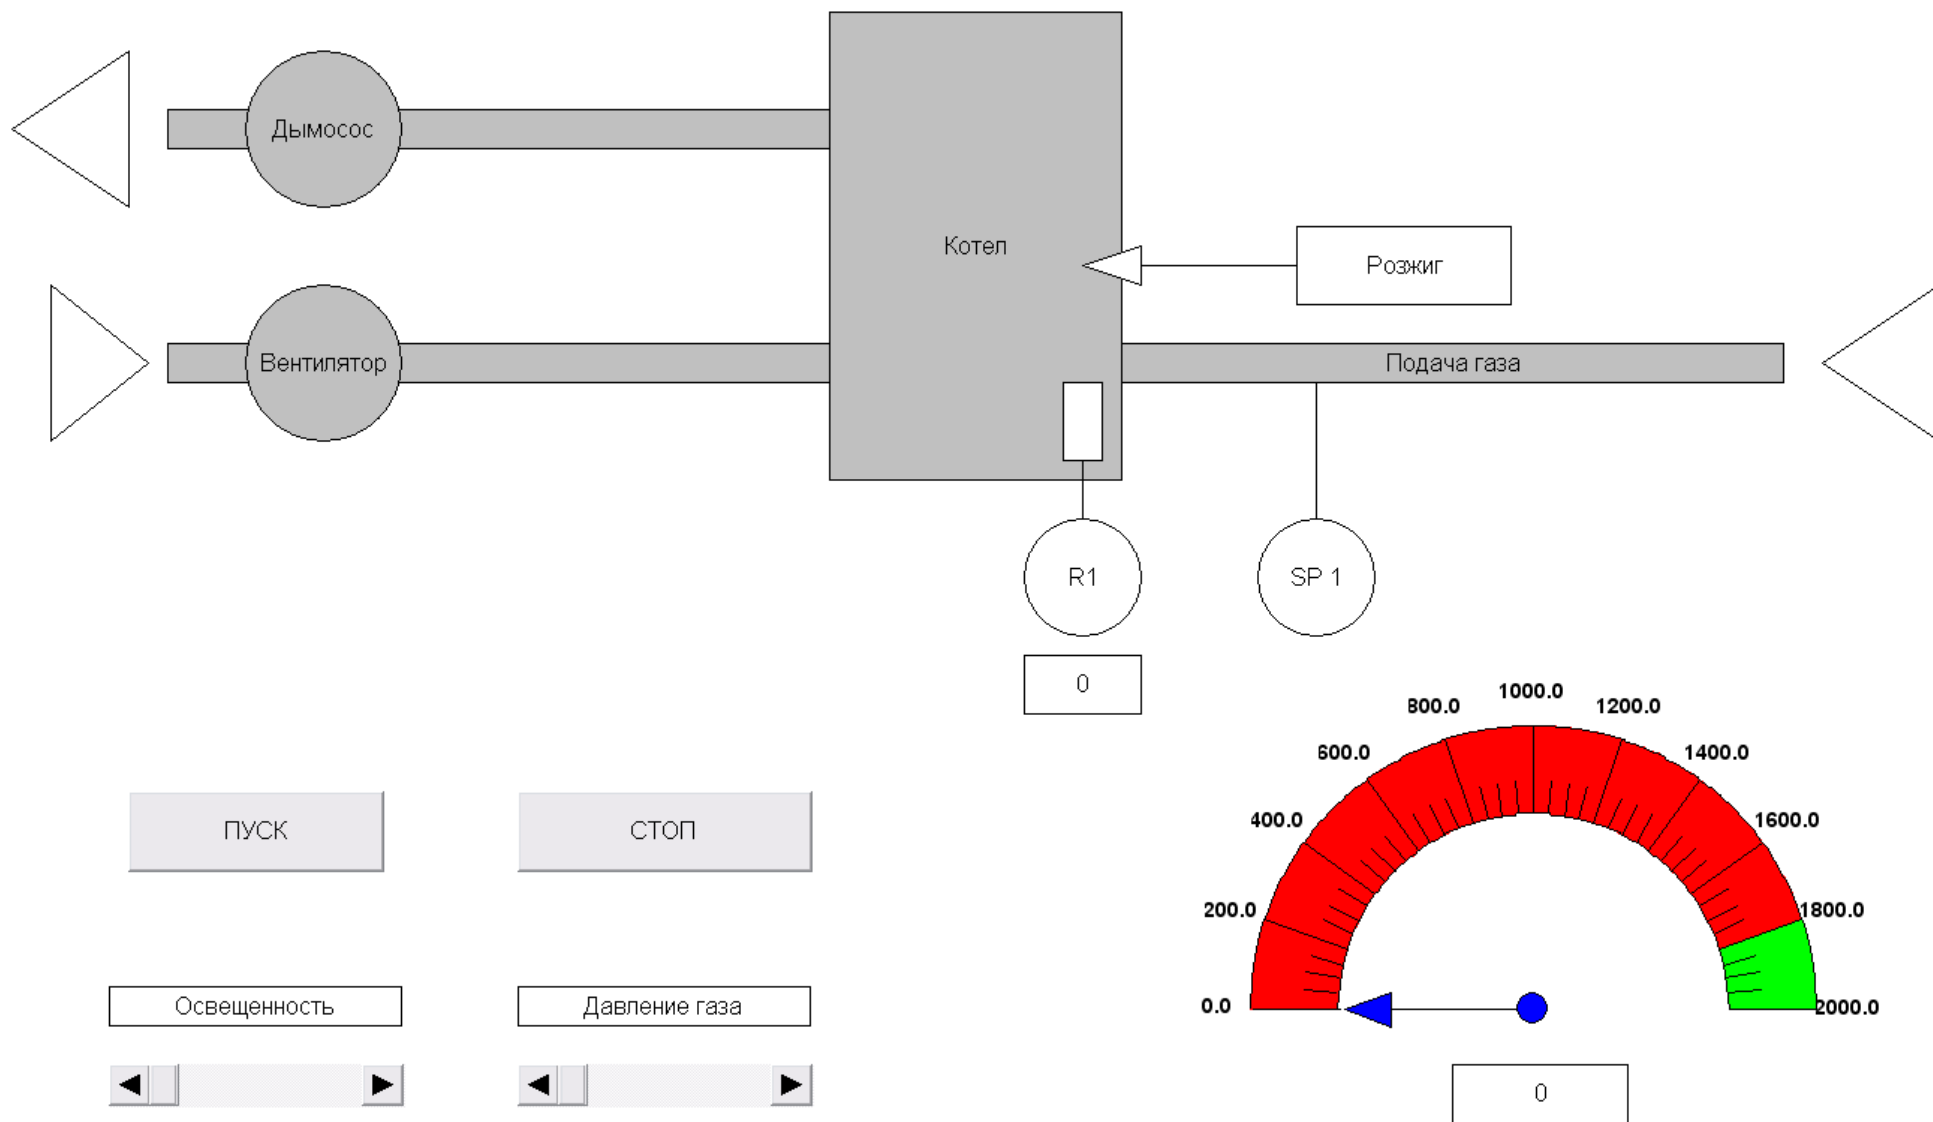 Дымосос
Котел
Розжиг
Вентилятор
Подача газа
R1
SP 1
0
1000.0
800.0
1200.0
600.0
1400.0
400.0
1600.0
ПУСК
СТОП
200.0
1800.0
Освещенность
Давление газа
0.0
2000.0
0